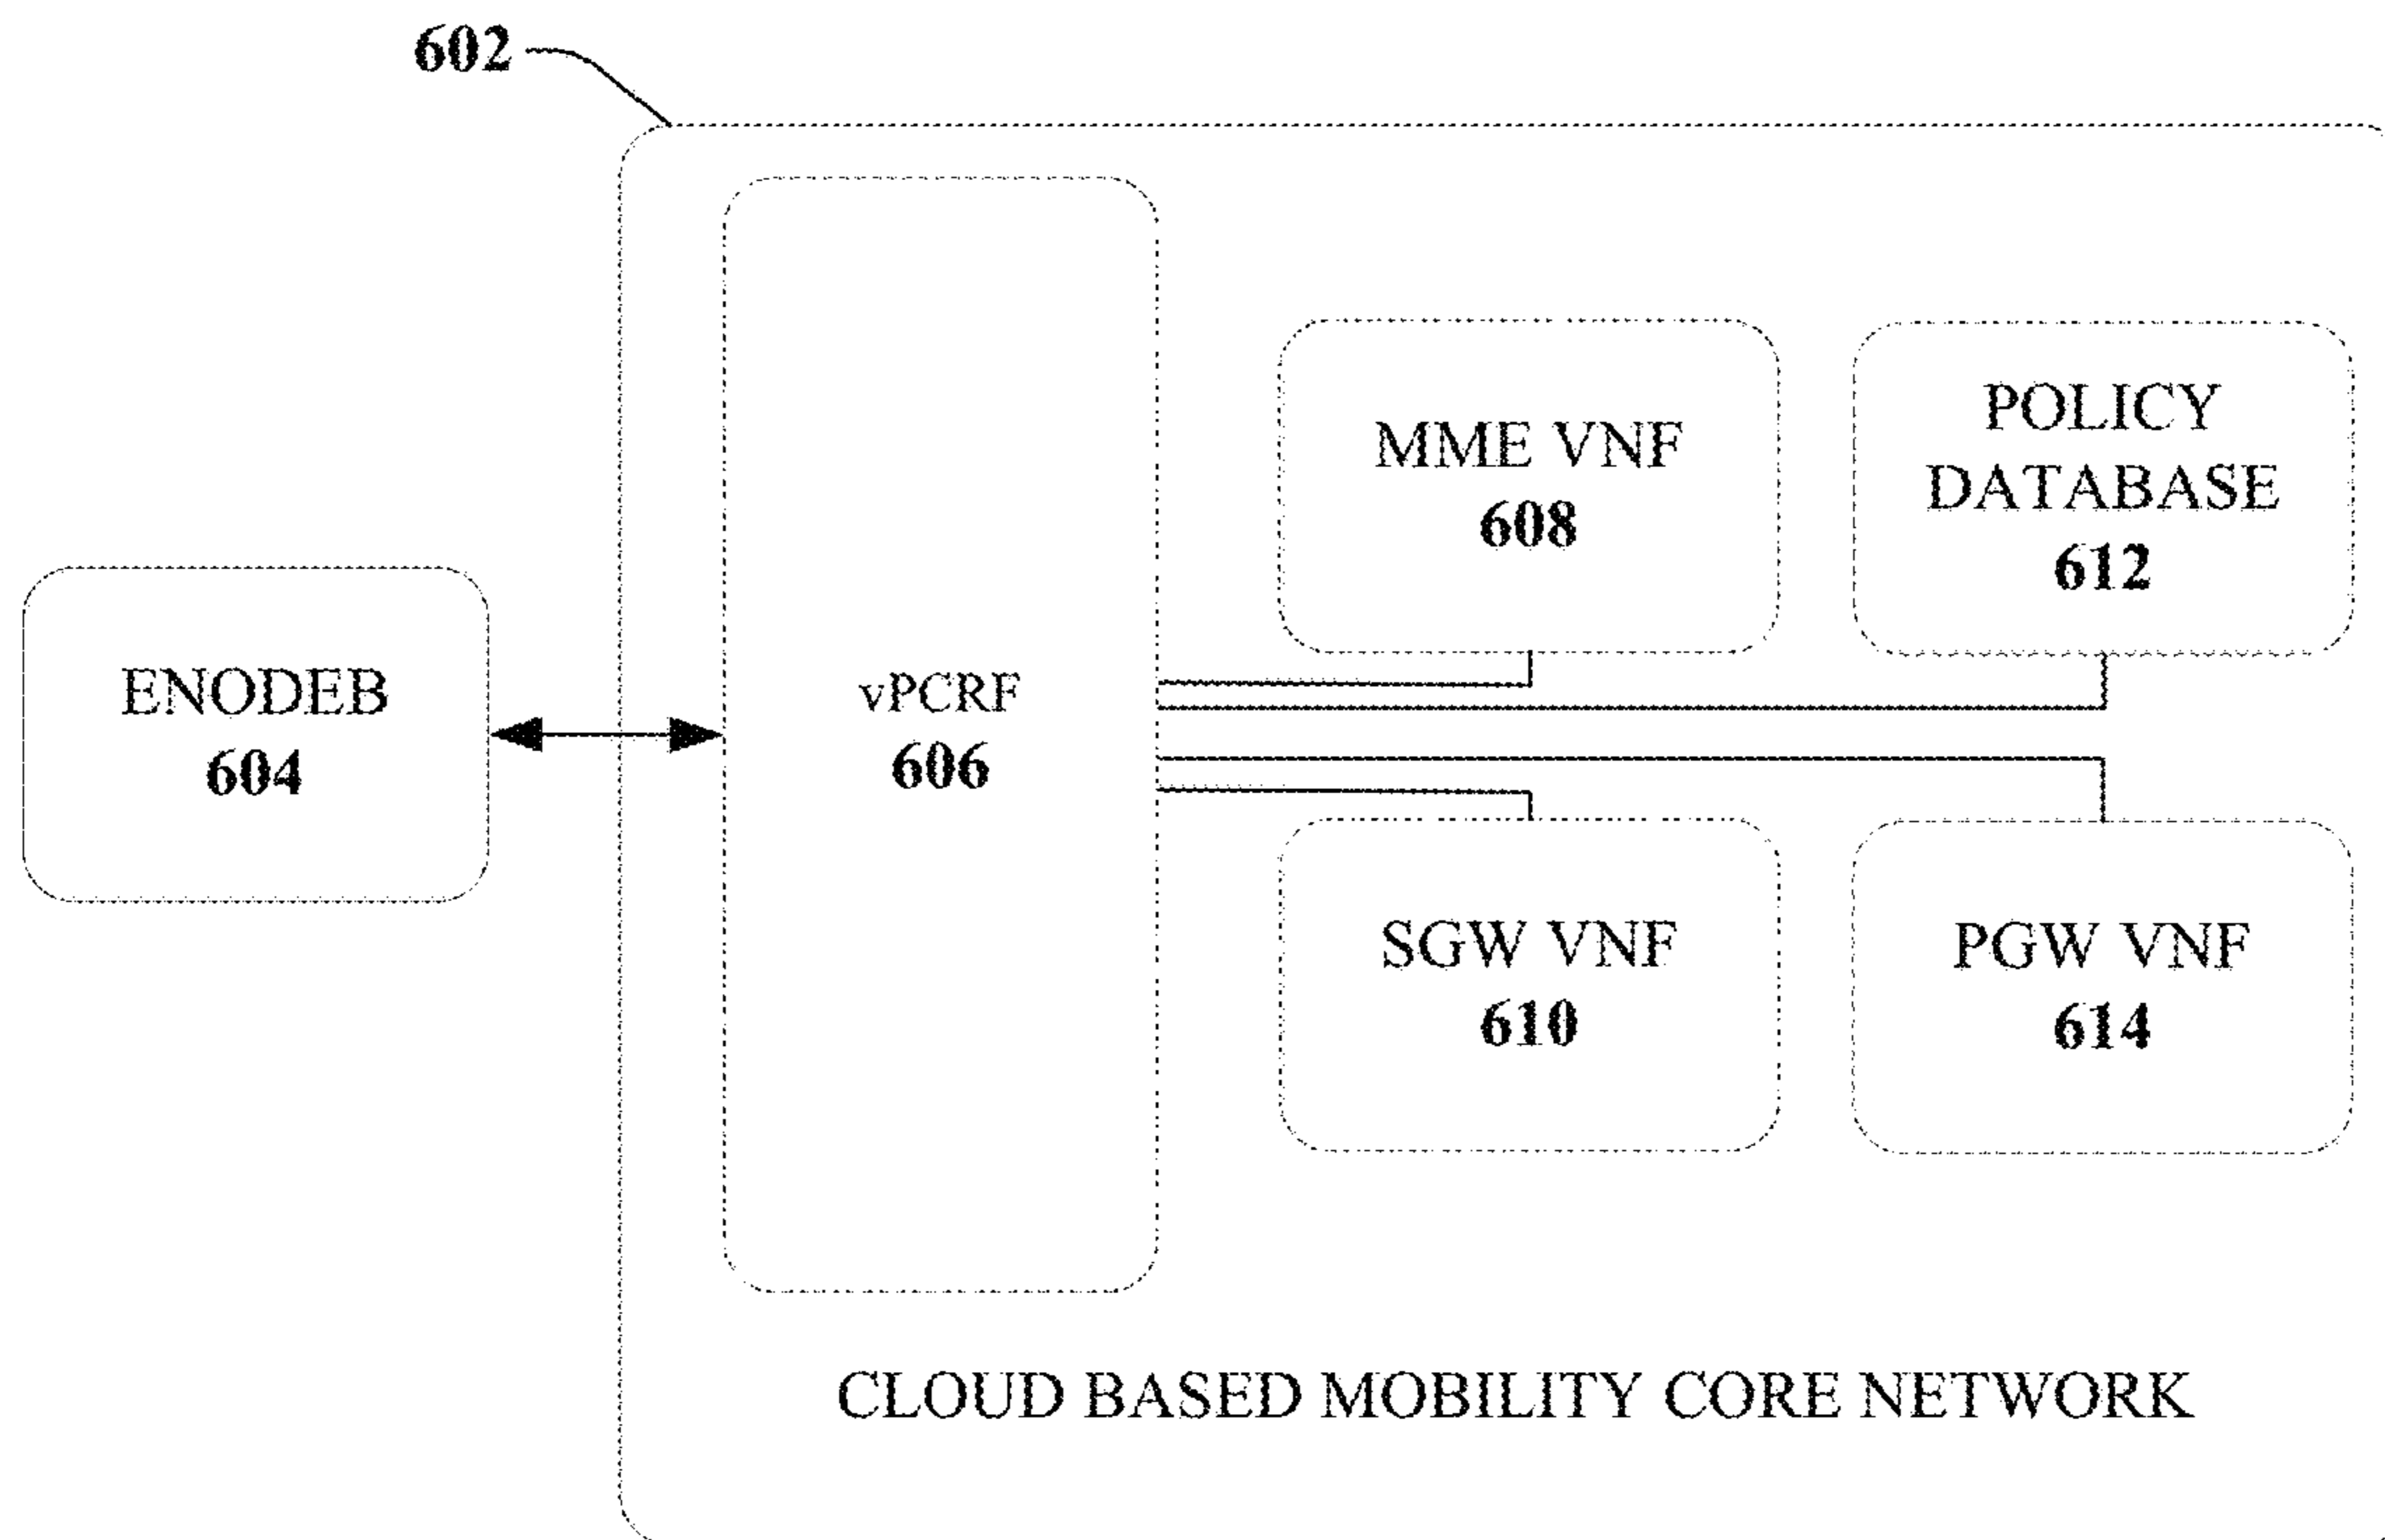 602
MME VNF
608
POLICY
DATABASE
612
ENODEB
604
vPCRF
606
SGW VNF
610
PGW VNF
614
CLOUD BASED MOBILITY CORE NETWORK